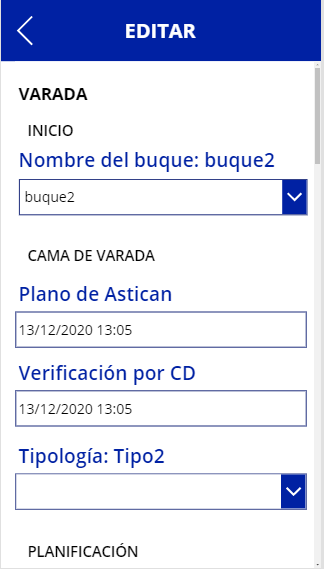 EDITAR
VARADA
INICIO
Nombre del buque: buque2
buque2
CAMA DE VARADA
Plano de Astican
13/12/2020 13:05
Verificación por CD
13/12/2020 13:05
Tipología: Tipo2
PLANIFICACIÓN